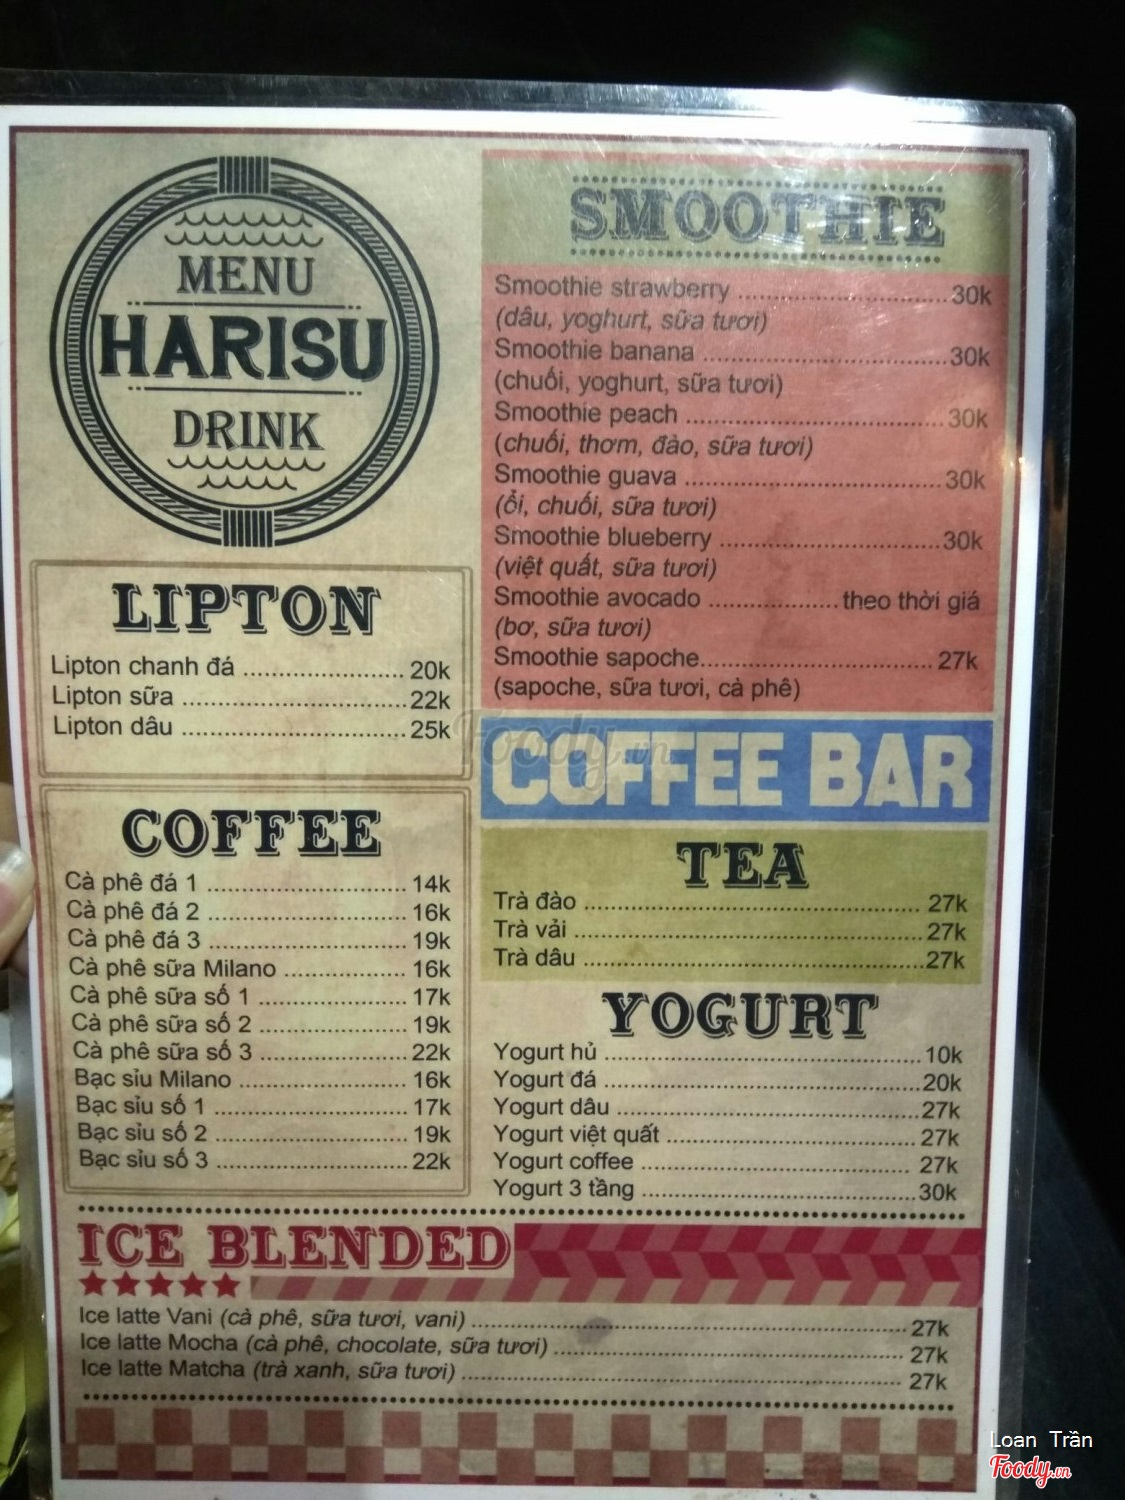 MENU
HARISU
DRINK
LIPTON
Lipton chanh đá ........................ 20k
Lipton sữa ........................ 22k
Lipton dâu ........................ 25k
COFFEE
Cà phê đá 1 ........................ 14k
Cà phê đá 2 ........................ 16k
Cà phê đá 3 ........................ 19k
Cà phê sữa Milano ........................ 16k
Cà phê sữa số 1 ........................ 17k
Cà phê sữa số 2 ........................ 19k
Cà phê sữa số 3 ........................ 22k
Bạc sỉu Milano ........................ 16k
Bạc sỉu số 1 ........................ 17k
Bạc sỉu số 2 ........................ 19k
Bạc sỉu số 3 ........................ 22k
SMOOTHIE
Smoothie strawberry ........................ 30k
(dâu, yoghurt, sữa tươi)
Smoothie banana ........................ 30k
(chuối, yoghurt, sữa tươi)
Smoothie peach ........................ 30k
(chuối, thơm, đào, sữa tươi)
Smoothie guava ........................ 30k
(ổi, chuối, sữa tươi)
Smoothie blueberry ........................ 30k
(việt quất, sữa tươi)
Smoothie avocado ................... theo thời giá
(bơ, sữa tươi)
Smoothie sapoche ........................ 27k
(sapoche, sữa tươi, cà phê)
Foody.vn
COFFEE BAR
TEA
Trà đào ........................ 27k
Trà vải ........................ 27k
Trà dâu ........................ 27k
YOGURT
Yogurt hủ ........................ 10k
Yogurt đá ........................ 20k
Yogurt dâu ........................ 27k
Yogurt việt quất ........................ 27k
Yogurt coffee ........................ 27k
Yogurt 3 tầng ........................ 30k
ICE BLENDED
Ice latte Vani (cà phê, sữa tươi, vani) ........................ 27k
Ice latte Mocha (cà phê, chocolate, sữa tươi) ........................ 27k
Ice latte Matcha (trà xanh, sữa tươi) ........................ 27k
Loan Trần
Foody.vn